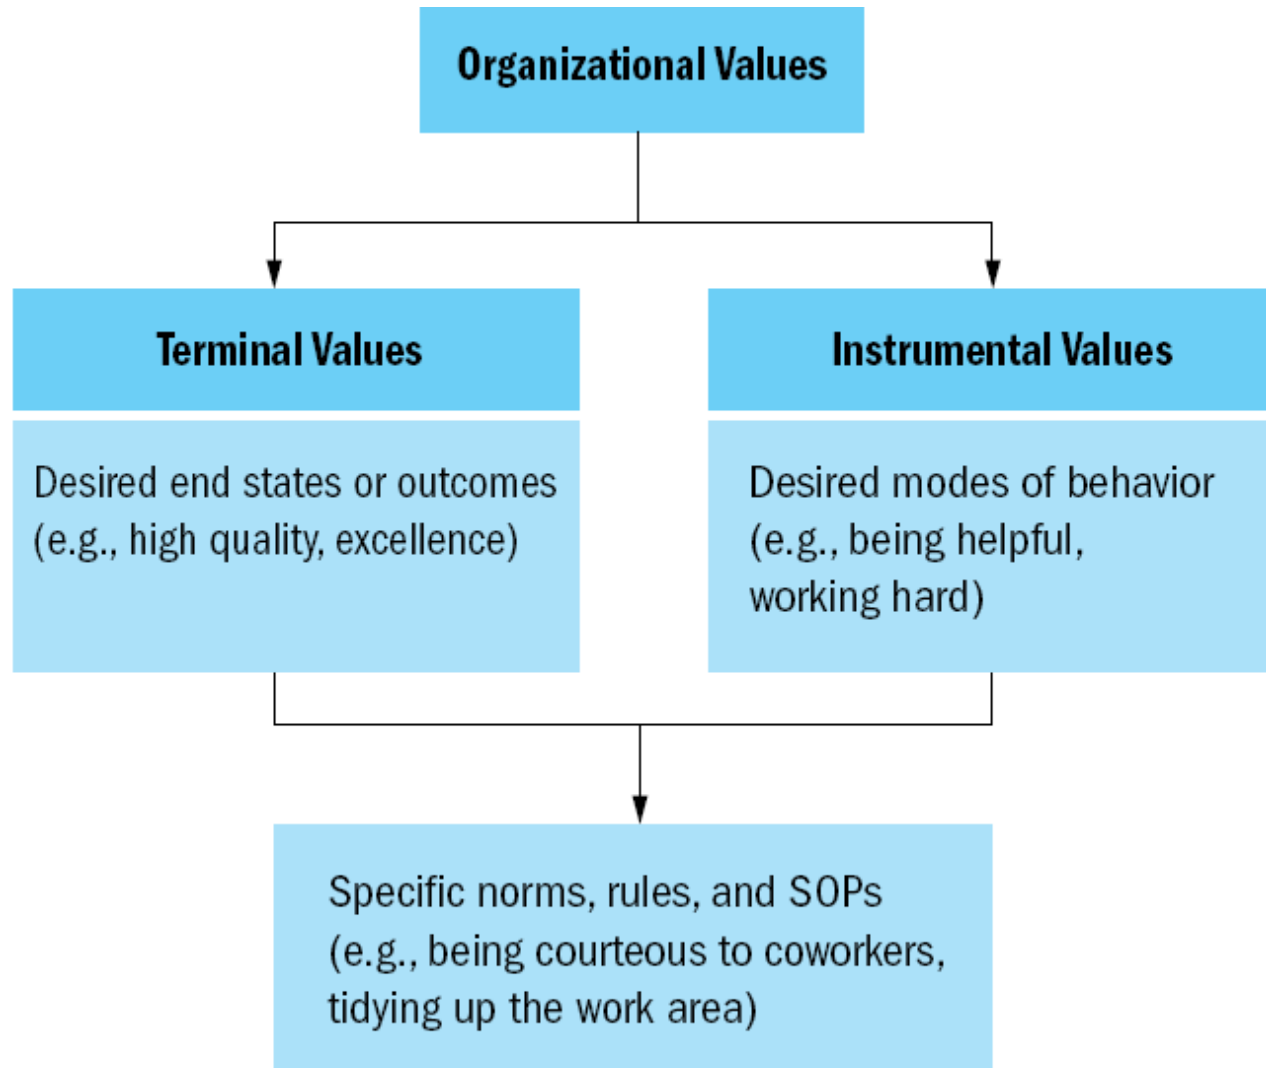 Organizational Values
Terminal Values
Desired end states or outcomes
(e.g., high quality, excellence)
Instrumental Values
Desired modes of behavior
(e.g., being helpful,
working hard)
Specific norms, rules, and SOPs
(e.g., being courteous to coworkers,
tidying up the work area)